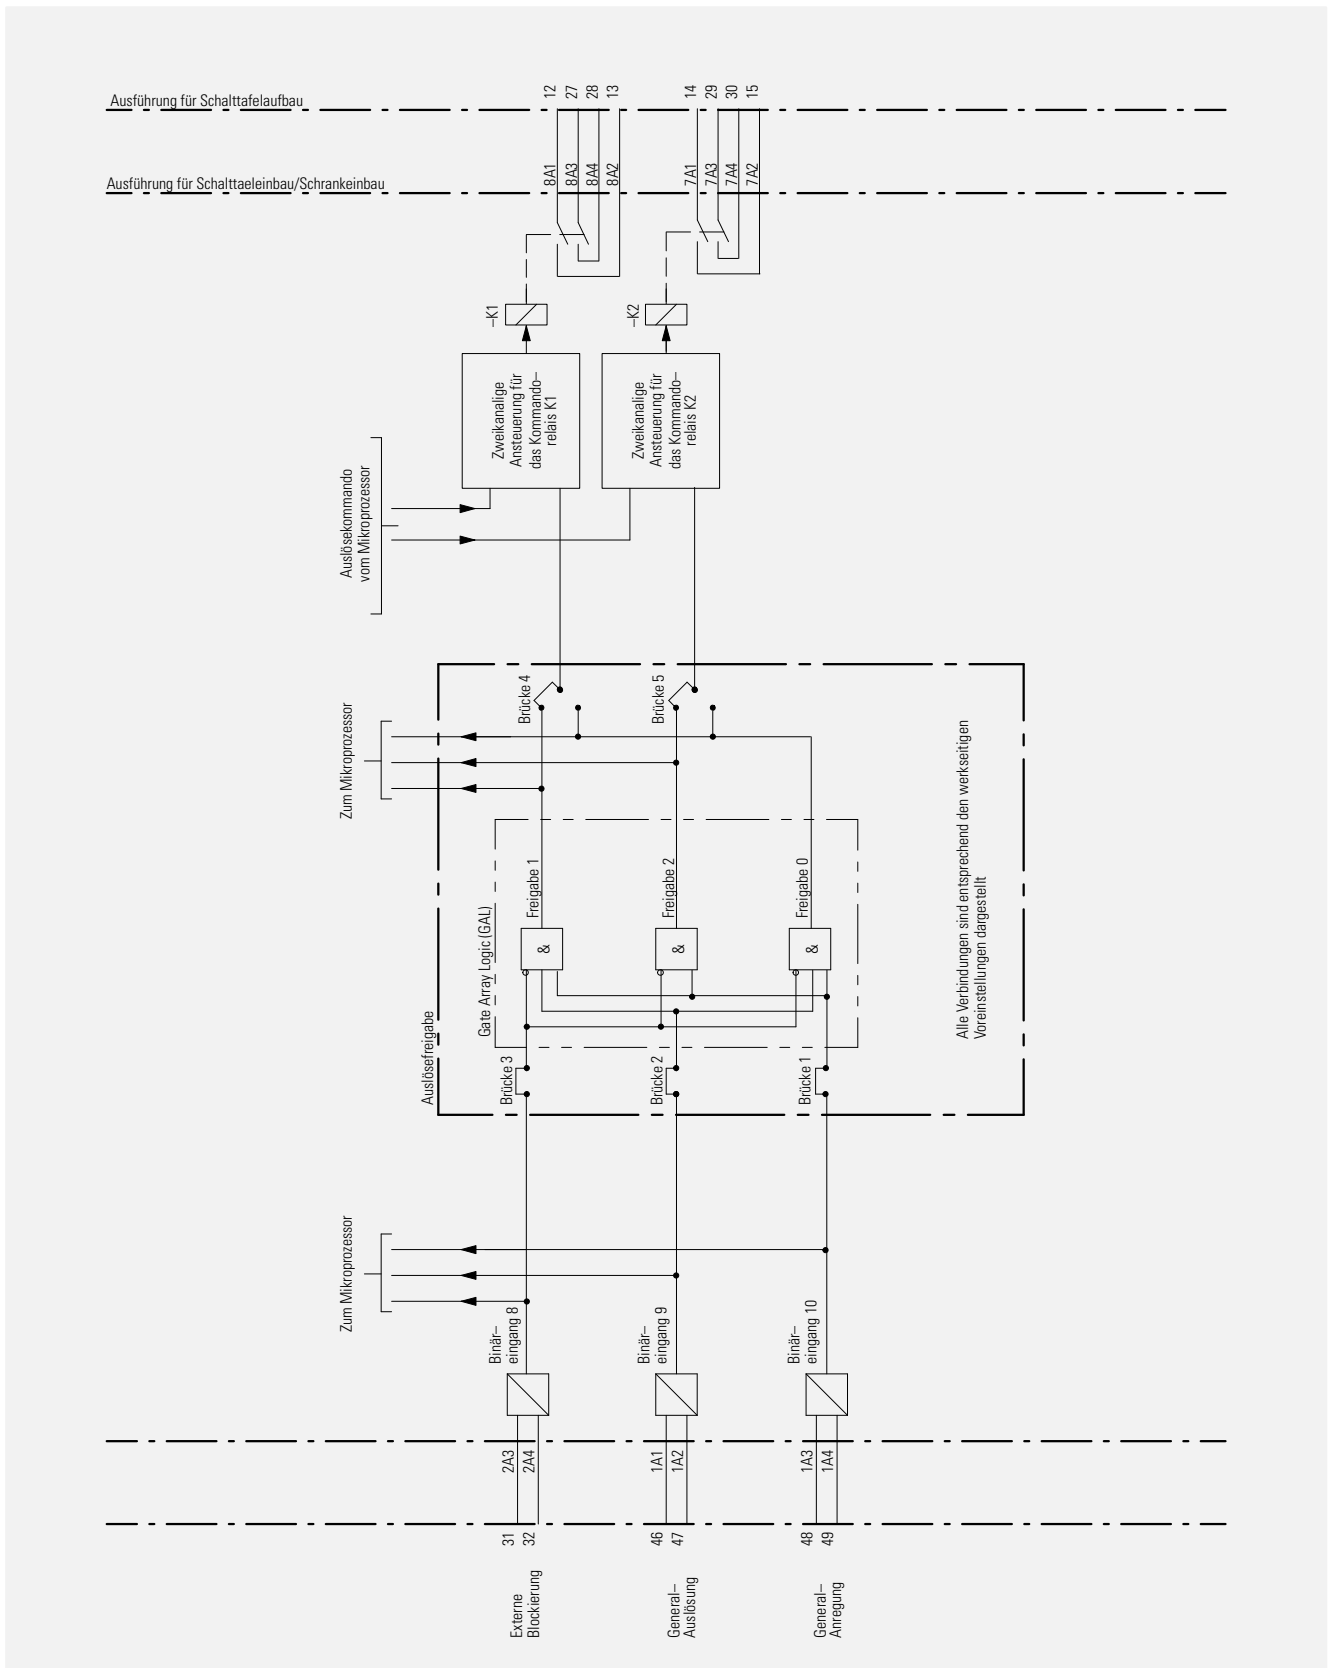 Ausführung für Schalttafelaufbau
12
27
28
13
14
29
30
15
Ausführung für Schalttaeleinbau/Schrankeinbau
8A1
8A3
8A4
8A2
7A1
7A3
7A4
7A2
–K1
–K2
Zweikanalige
Ansteuerung für
das Kommando–
relais K1
Zweikanalige
Ansteuerung für
das Kommando–
relais K2
Auslösekommando
vom Mikroprozessor
Zum Mikroprozessor
Brücke 4
Brücke 5
Gate Array Logic (GAL)
Freigabe 1
Freigabe 2
Freigabe 0
&
&
&
Auslösefreigabe
Brücke 3
Brücke 2
Brücke 1
Alle Verbindungen sind entsprechend den werkseitigen
Voreinstellungen dargestellt
Zum Mikroprozessor
Binär–
eingang 8
Binär–
eingang 9
Binär–
eingang 10
2A3
2A4
1A1
1A2
1A3
1A4
31
32
46
47
48
49
Externe
Blockierung
General–
Auslösung
General–
Anregung